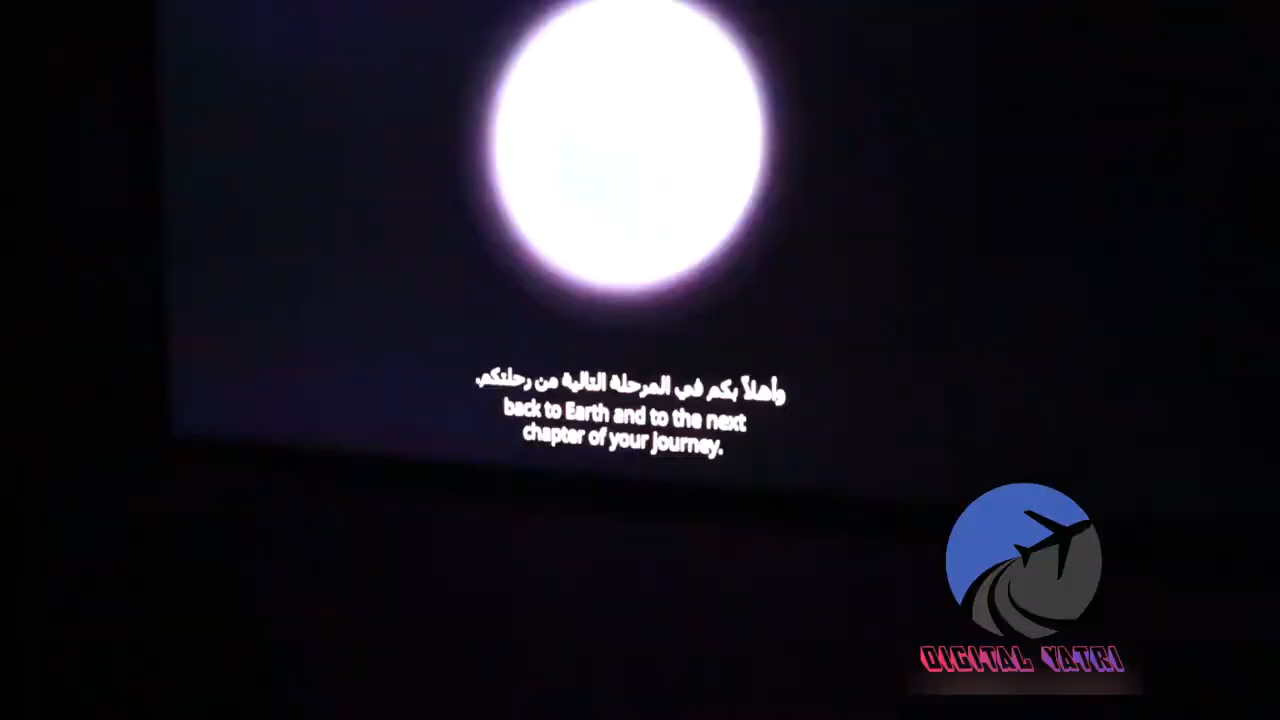 وأهلاً بكم في المرحلة التالية من رحلتكم.
back to Earth and to the next
chapter of your journey.
DIGITAL YATRI